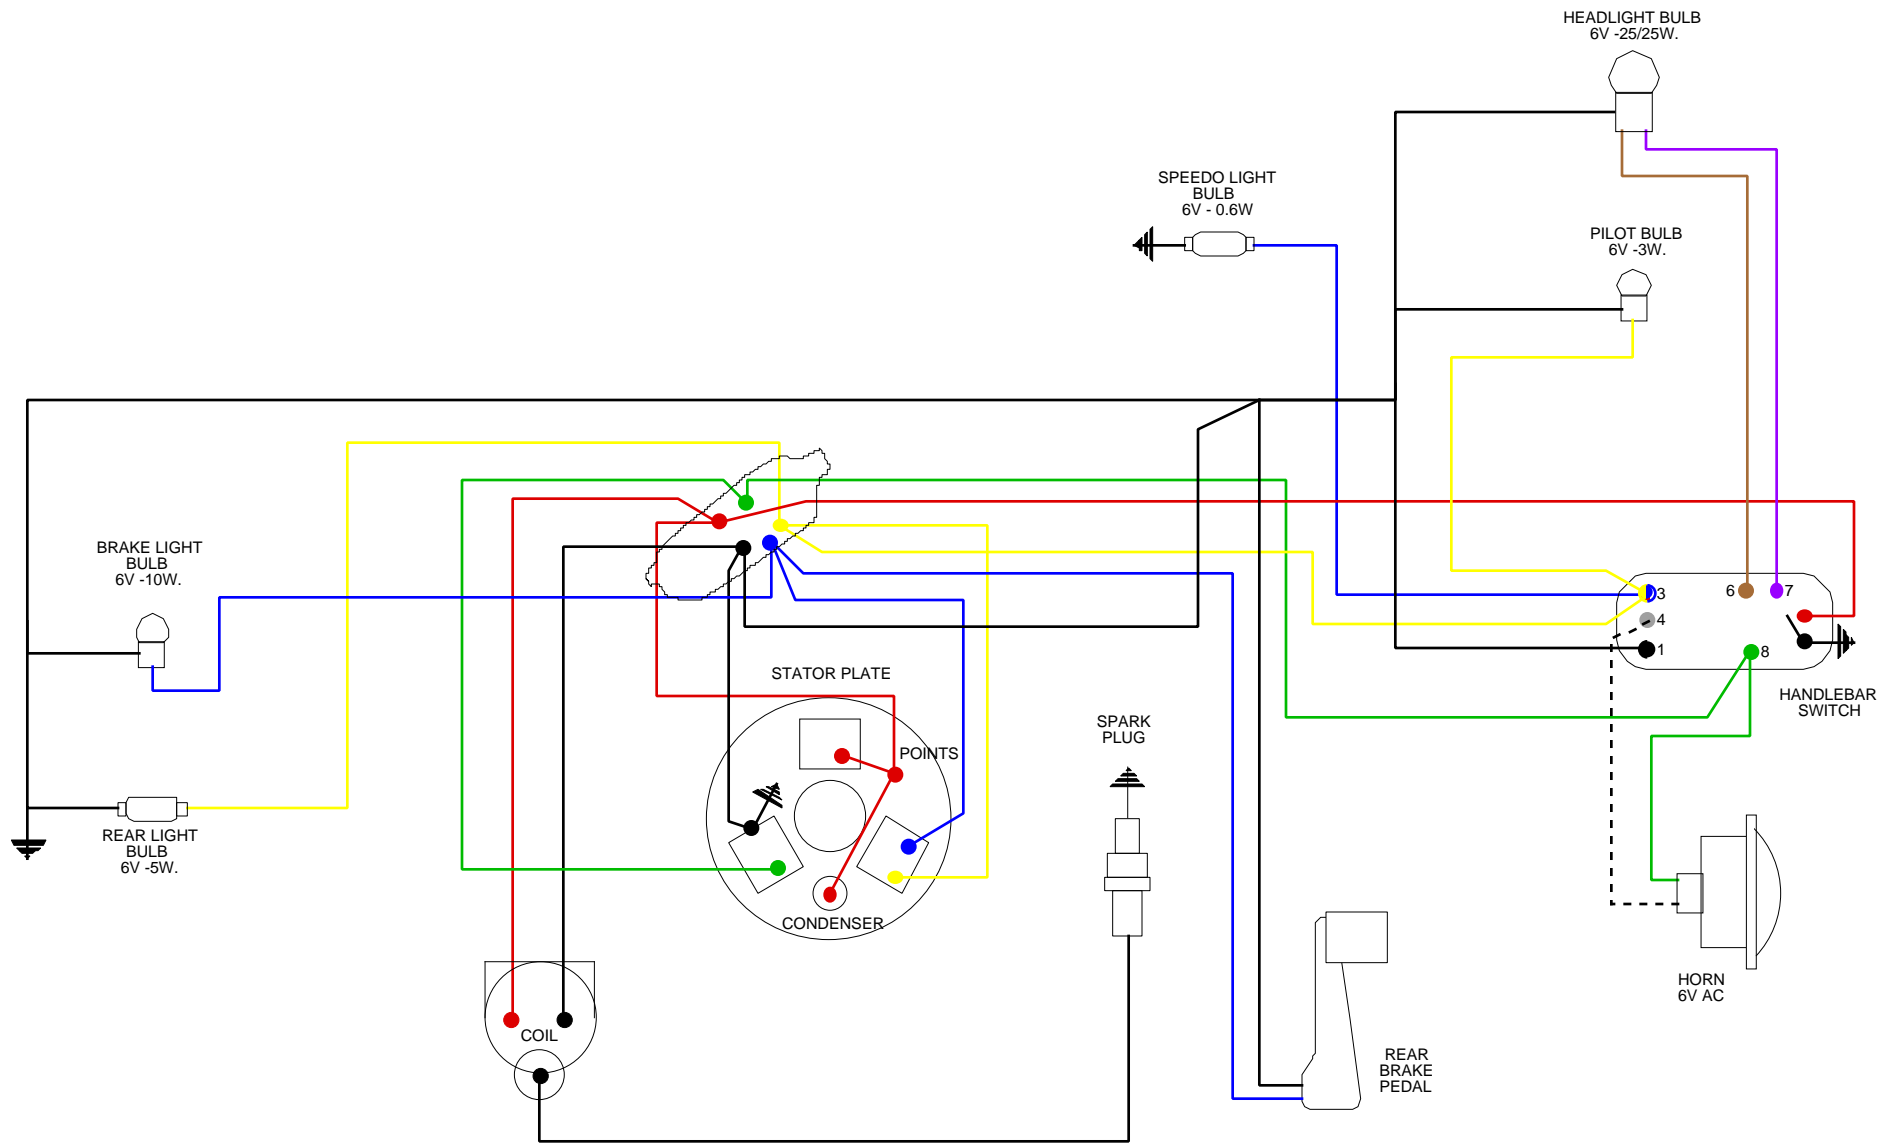 HEADLIGHT BULB
6V -25/25W.
SPEEDO LIGHT
BULB
6V - 0.6W
PILOT BULB
6V -3W.
BRAKE LIGHT
BULB
6V -10W.
3
6
7
4
1
8
HANDLEBAR
SWITCH
STATOR PLATE
POINTS
SPARK
PLUG
REAR LIGHT
BULB
6V -5W.
CONDENSER
HORN
6V AC
COIL
REAR
BRAKE
PEDAL